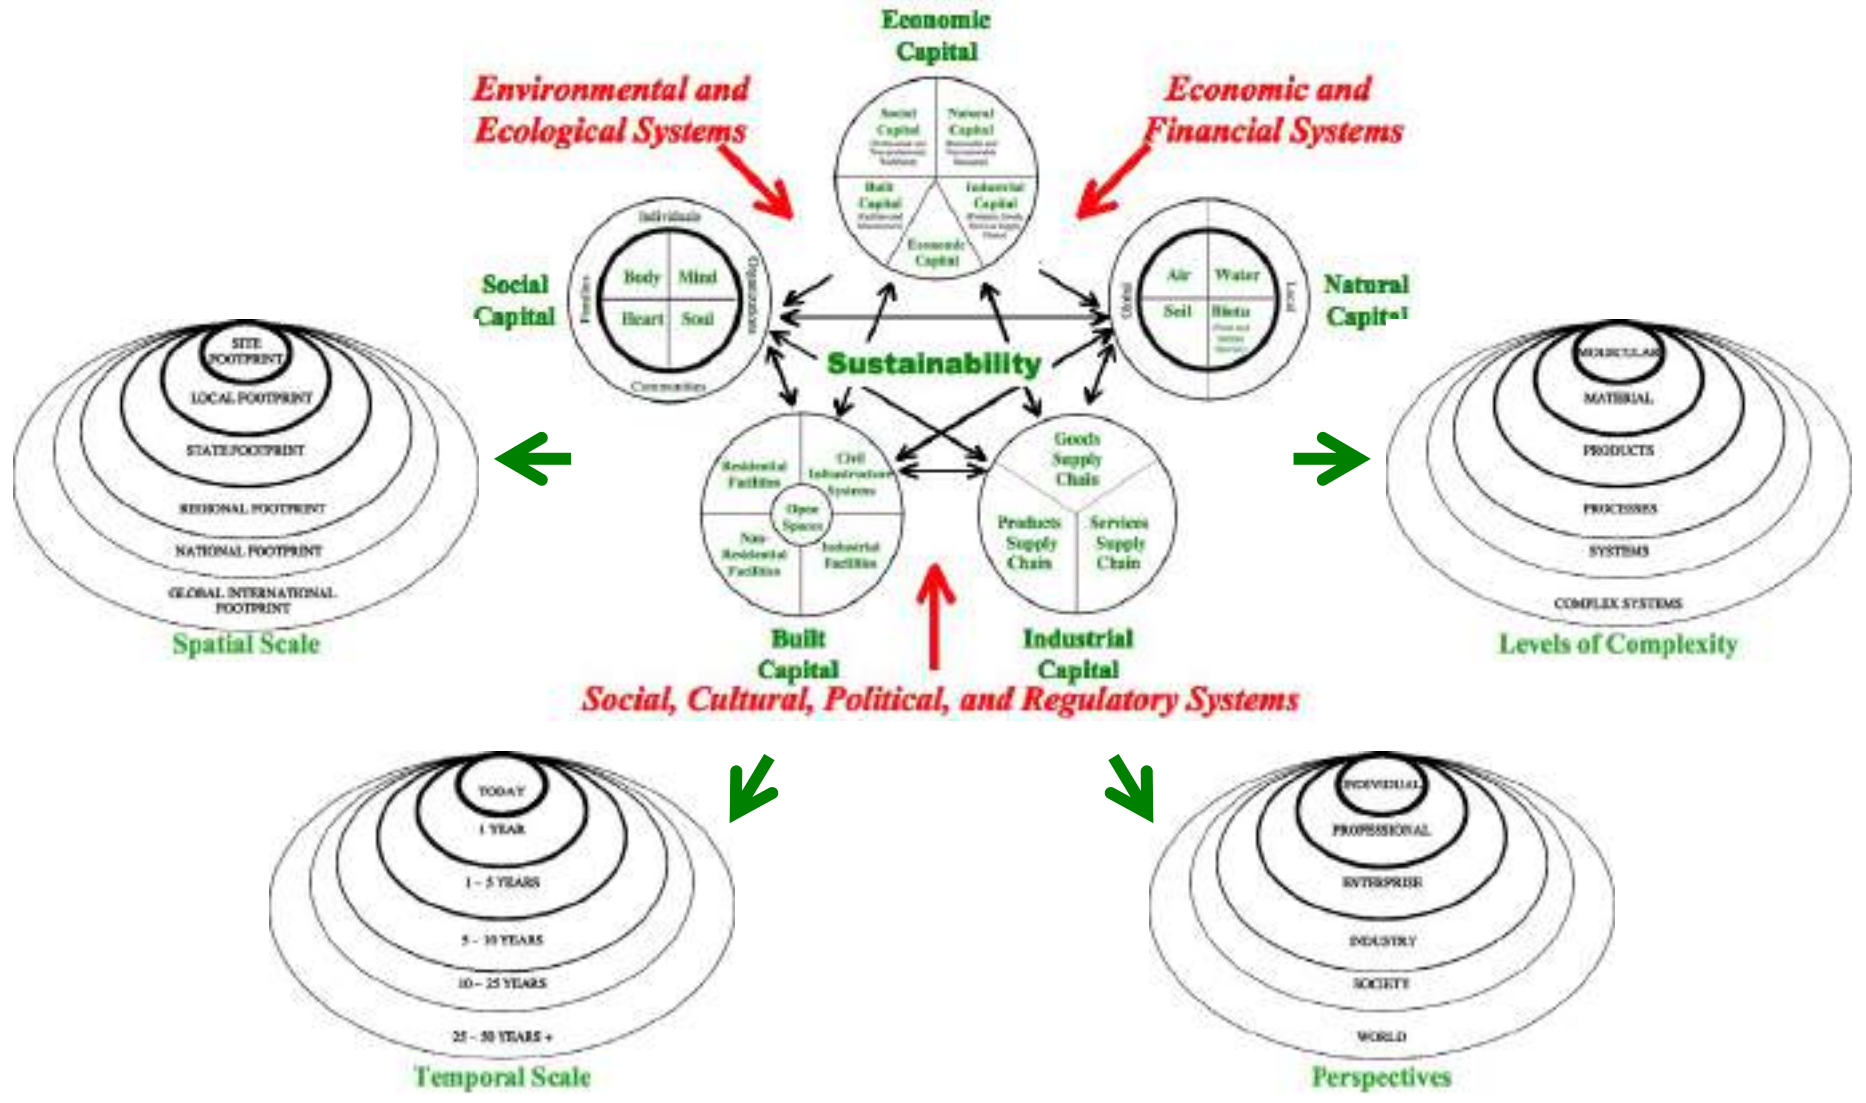 Economic
Capital
Environmental and
Ecological Systems
Economic and
Financial Systems
Social
Capital
Natural
Capital
Built
Capital
Industrial
Capital
Economic
Capital
Social
Capital
Individuals
Families
Organizations
Communities
Body
Mind
Heart
Soul
Natural
Capital
Global
Local
Air
Water
Soil
Biota
Sustainability
Residential
Facilities
Civil
Infrastructure
Systems
Open
Spaces
Non-
Residential
Facilities
Industrial
Facilities
Built
Capital
Goods
Supply
Chain
Products
Supply
Chain
Services
Supply
Chain
Industrial
Capital
Social, Cultural, Political, and Regulatory Systems
SITE
FOOTPRINT
LOCAL FOOTPRINT
STATE FOOTPRINT
REGIONAL FOOTPRINT
NATIONAL FOOTPRINT
GLOBAL INTERNATIONAL
FOOTPRINT
Spatial Scale
MOLECULAR
MATERIAL
PRODUCTS
PROCESSES
SYSTEMS
COMPLEX SYSTEMS
Levels of Complexity
TODAY
1 YEAR
1 – 5 YEARS
5 – 10 YEARS
10 – 25 YEARS
25 – 50 YEARS +
Temporal Scale
INDIVIDUAL
PROFESSIONAL
ENTERPRISE
INDUSTRY
SOCIETY
WORLD
Perspectives